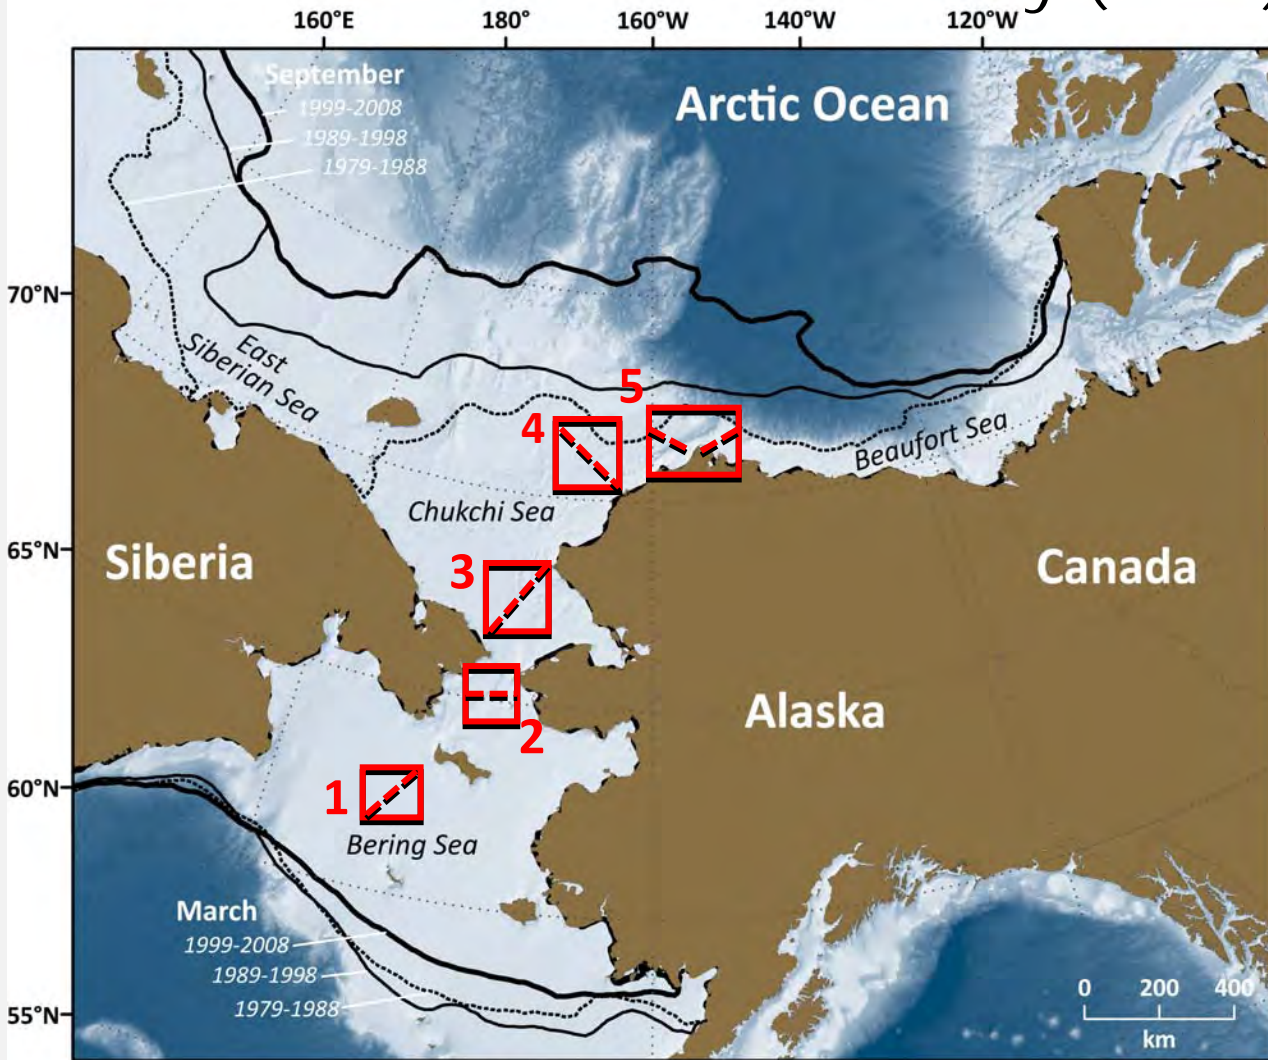 160°E 180° 160°W 140°W 120°W
September
1999-2008
1989-1998
1979-1988
Arctic Ocean
70°N
East
Siberian Sea
5
4
Beaufort Sea
Chukchi Sea
65°N
Siberia
3
Canada
Alaska
2
60°N
1
Bering Sea
March
1999-2008
1989-1998
1979-1988
55°N
0 200 400
km